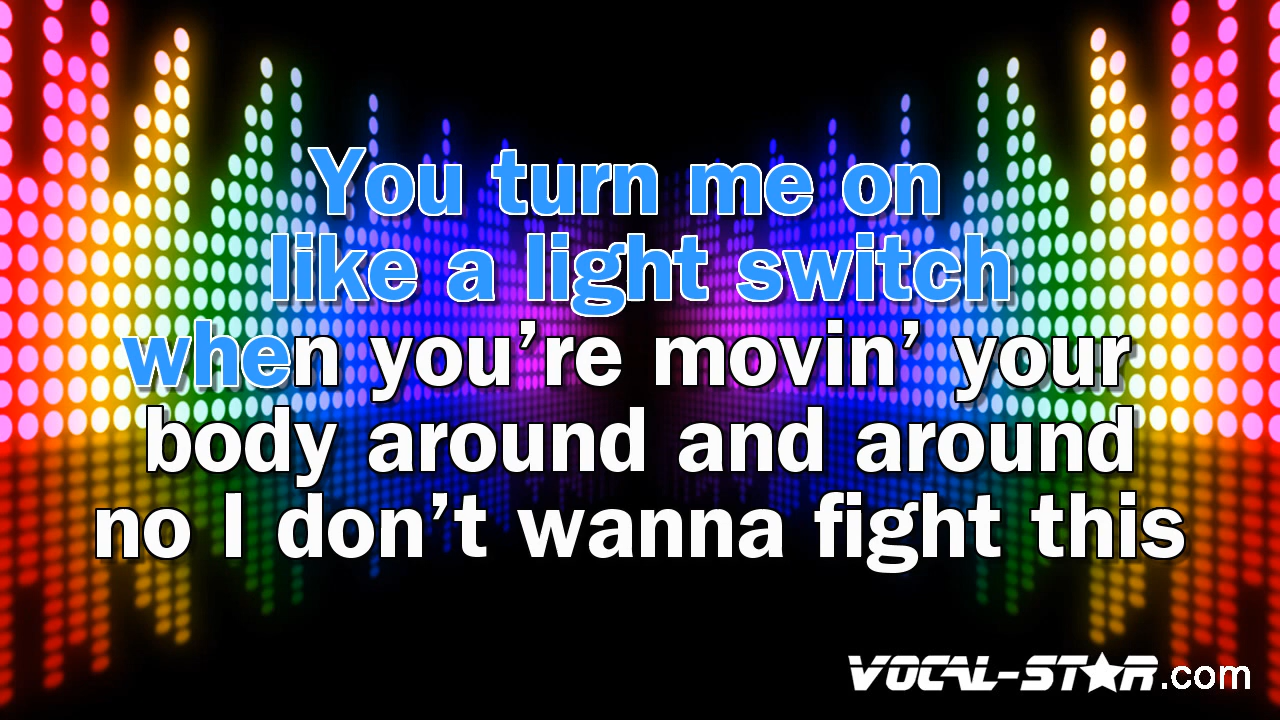 You turn me on
like a light switch
when you’re movin’ your
body around and around
no I don’t wanna fight this
VOCAL-STAR.com